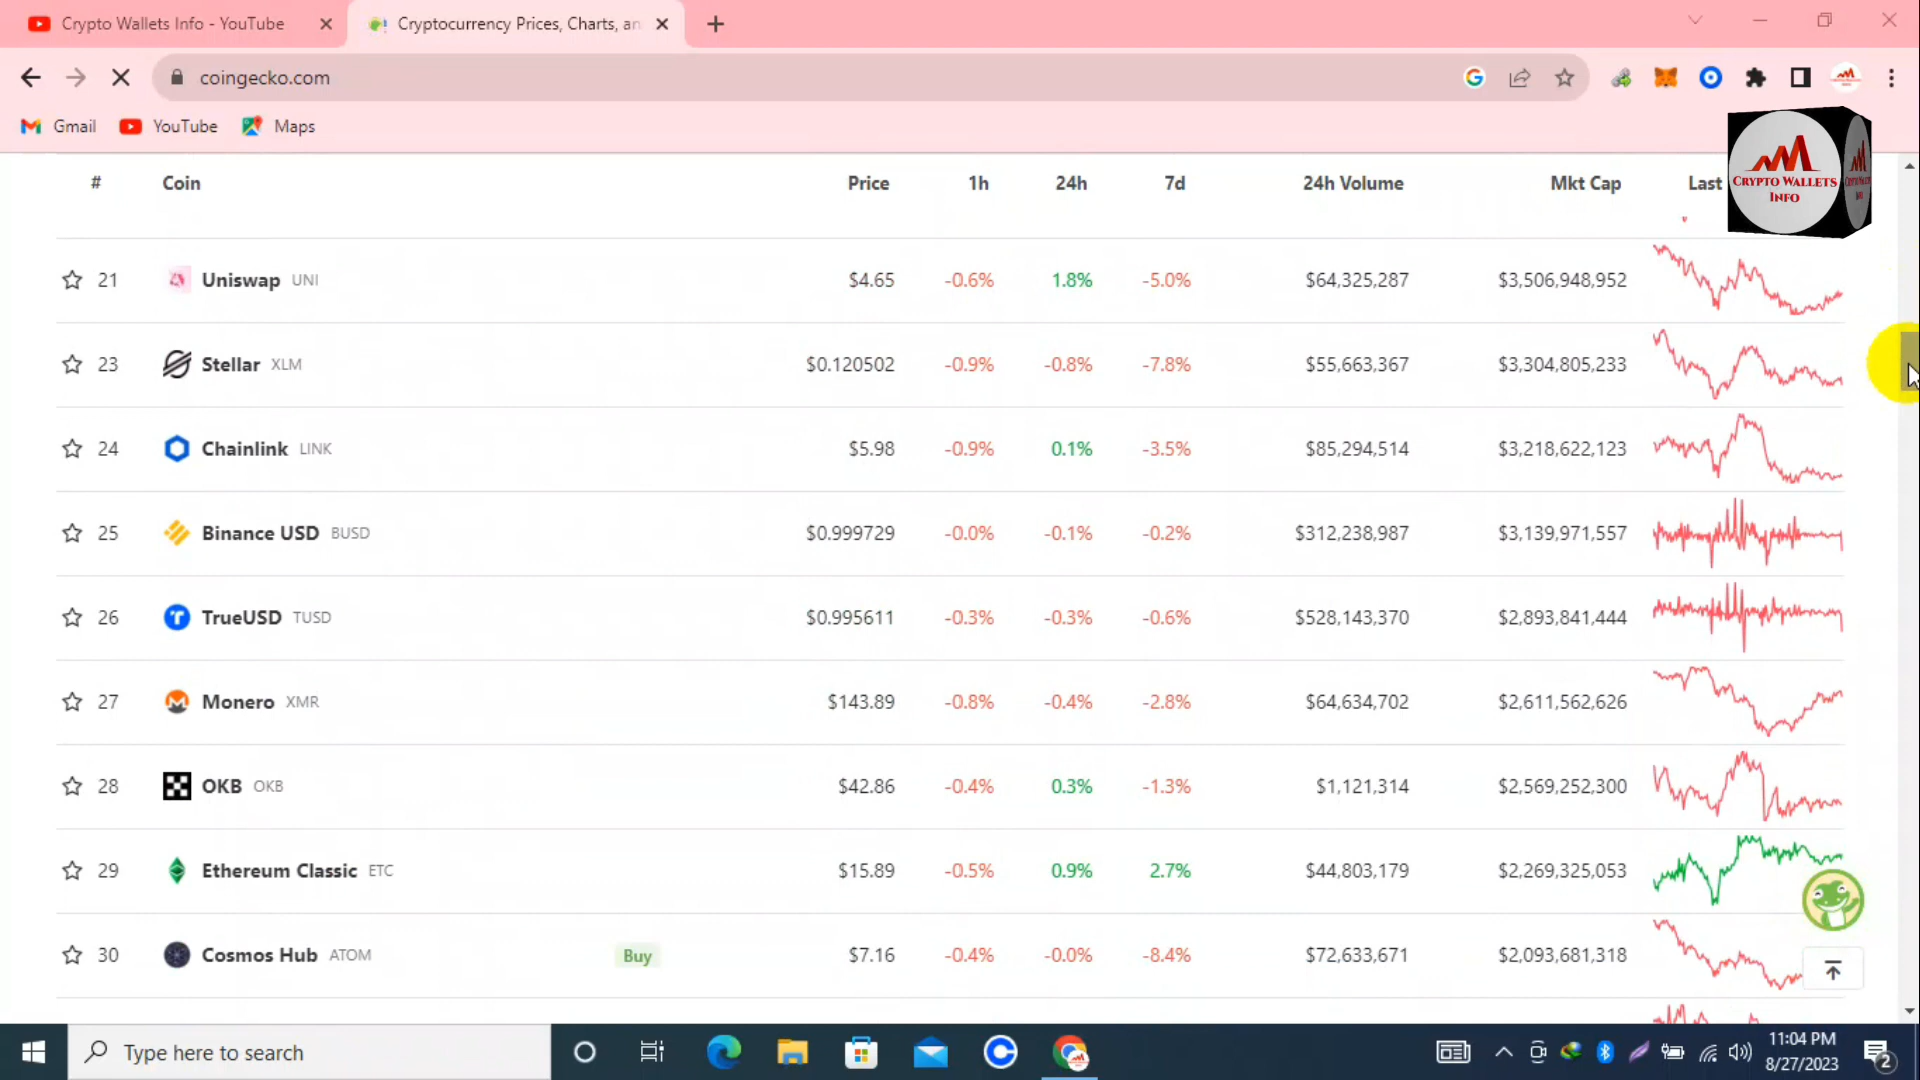 Crypto Wallets Info - YouTube
Cryptocurrency Prices, Charts, an
coingecko.com
Gmail YouTube Maps
CRYPTO WALLETS
INFO
# Coin Price 1h 24h 7d 24h Volume Mkt Cap Last
21 Uniswap UNI $4.65 -0.6% 1.8% -5.0% $64,325,287 $3,506,948,952
23 Stellar XLM $0.120502 -0.9% -0.8% -7.8% $55,663,367 $3,304,805,233
24 Chainlink LINK $5.98 -0.9% 0.1% -3.5% $85,294,514 $3,218,622,123
25 Binance USD BUSD $0.999729 -0.0% -0.1% -0.2% $312,238,987 $3,139,971,557
26 TrueUSD TUSD $0.995611 -0.3% -0.3% -0.6% $528,143,370 $2,893,841,444
27 Monero XMR $143.89 -0.8% -0.4% -2.8% $64,634,702 $2,611,562,626
28 OKB OKB $42.86 -0.4% 0.3% -1.3% $1,121,314 $2,569,252,300
29 Ethereum Classic ETC $15.89 -0.5% 0.9% 2.7% $44,803,179 $2,269,325,053
30 Cosmos Hub ATOM Buy $7.16 -0.4% -0.0% -8.4% $72,633,671 $2,093,681,318
Type here to search
11:04 PM
8/27/2023
2